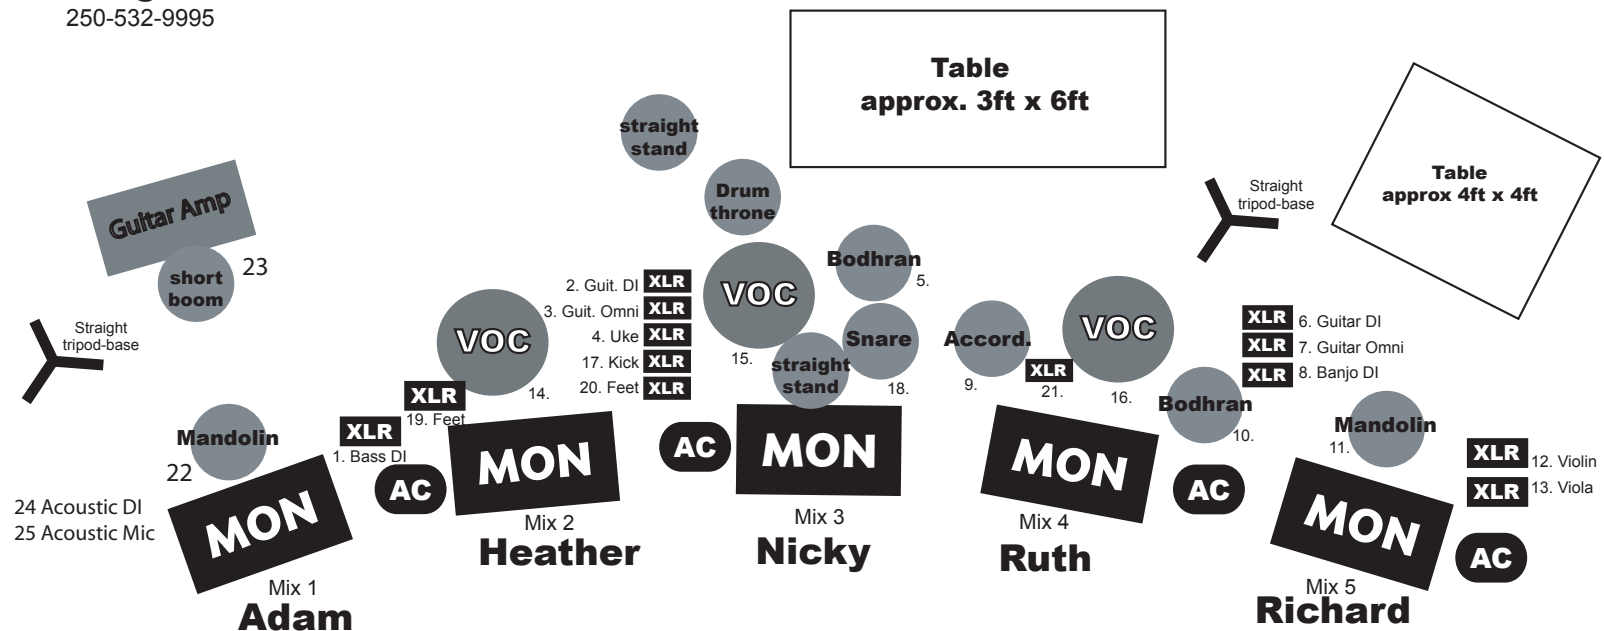 250-532-9995
Table
approx. 3ft x 6ft
Table
approx 4ft x 4ft
straight
stand
Drum
throne
Straight
tripod-base
Guitar Amp
short
boom
23
Straight
tripod-base
Mandolin
22
24 Acoustic DI
25 Acoustic Mic
MON
Mix 1
Adam
XLR
1. Bass DI
AC
XLR
19. Feet
VOC
14.
MON
Mix 2
Heather
2. Guit. DI XLR
3. Guit. Omni XLR
4. Uke XLR
17. Kick XLR
20. Feet XLR
AC
VOC
15.
Bodhran
5.
Snare
18.
straight
stand
MON
Mix 3
Nicky
Accord.
9.
XLR
21.
VOC
16.
MON
Mix 4
Ruth
Bodhran
10.
AC
XLR 6. Guitar DI
XLR 7. Guitar Omni
XLR 8. Banjo DI
Mandolin
11.
MON
Mix 5
Richard
XLR 12. Violin
XLR 13. Viola
AC